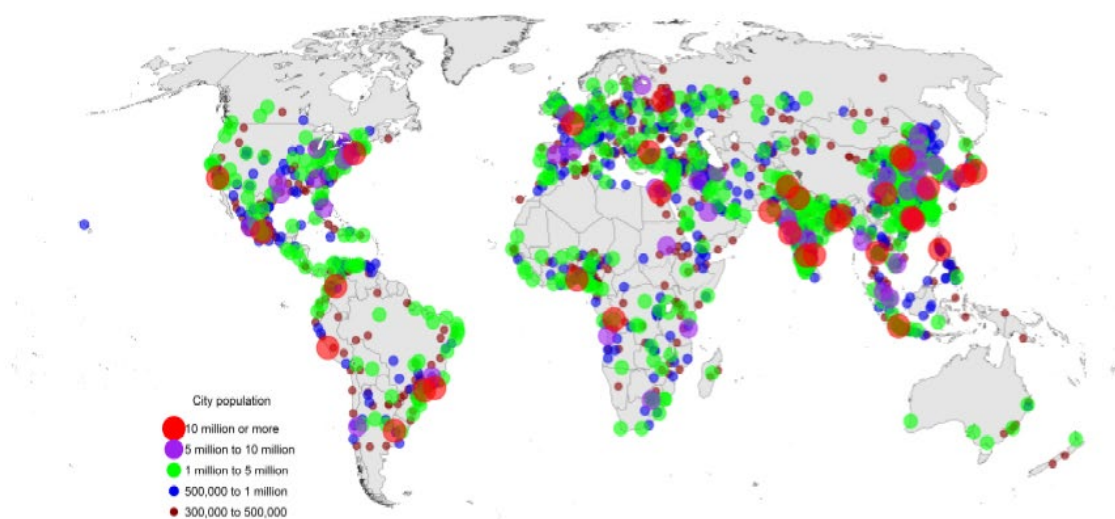 City population
10 million or more
5 million to 10 million
1 million to 5 million
500,000 to 1 million
300,000 to 500,000